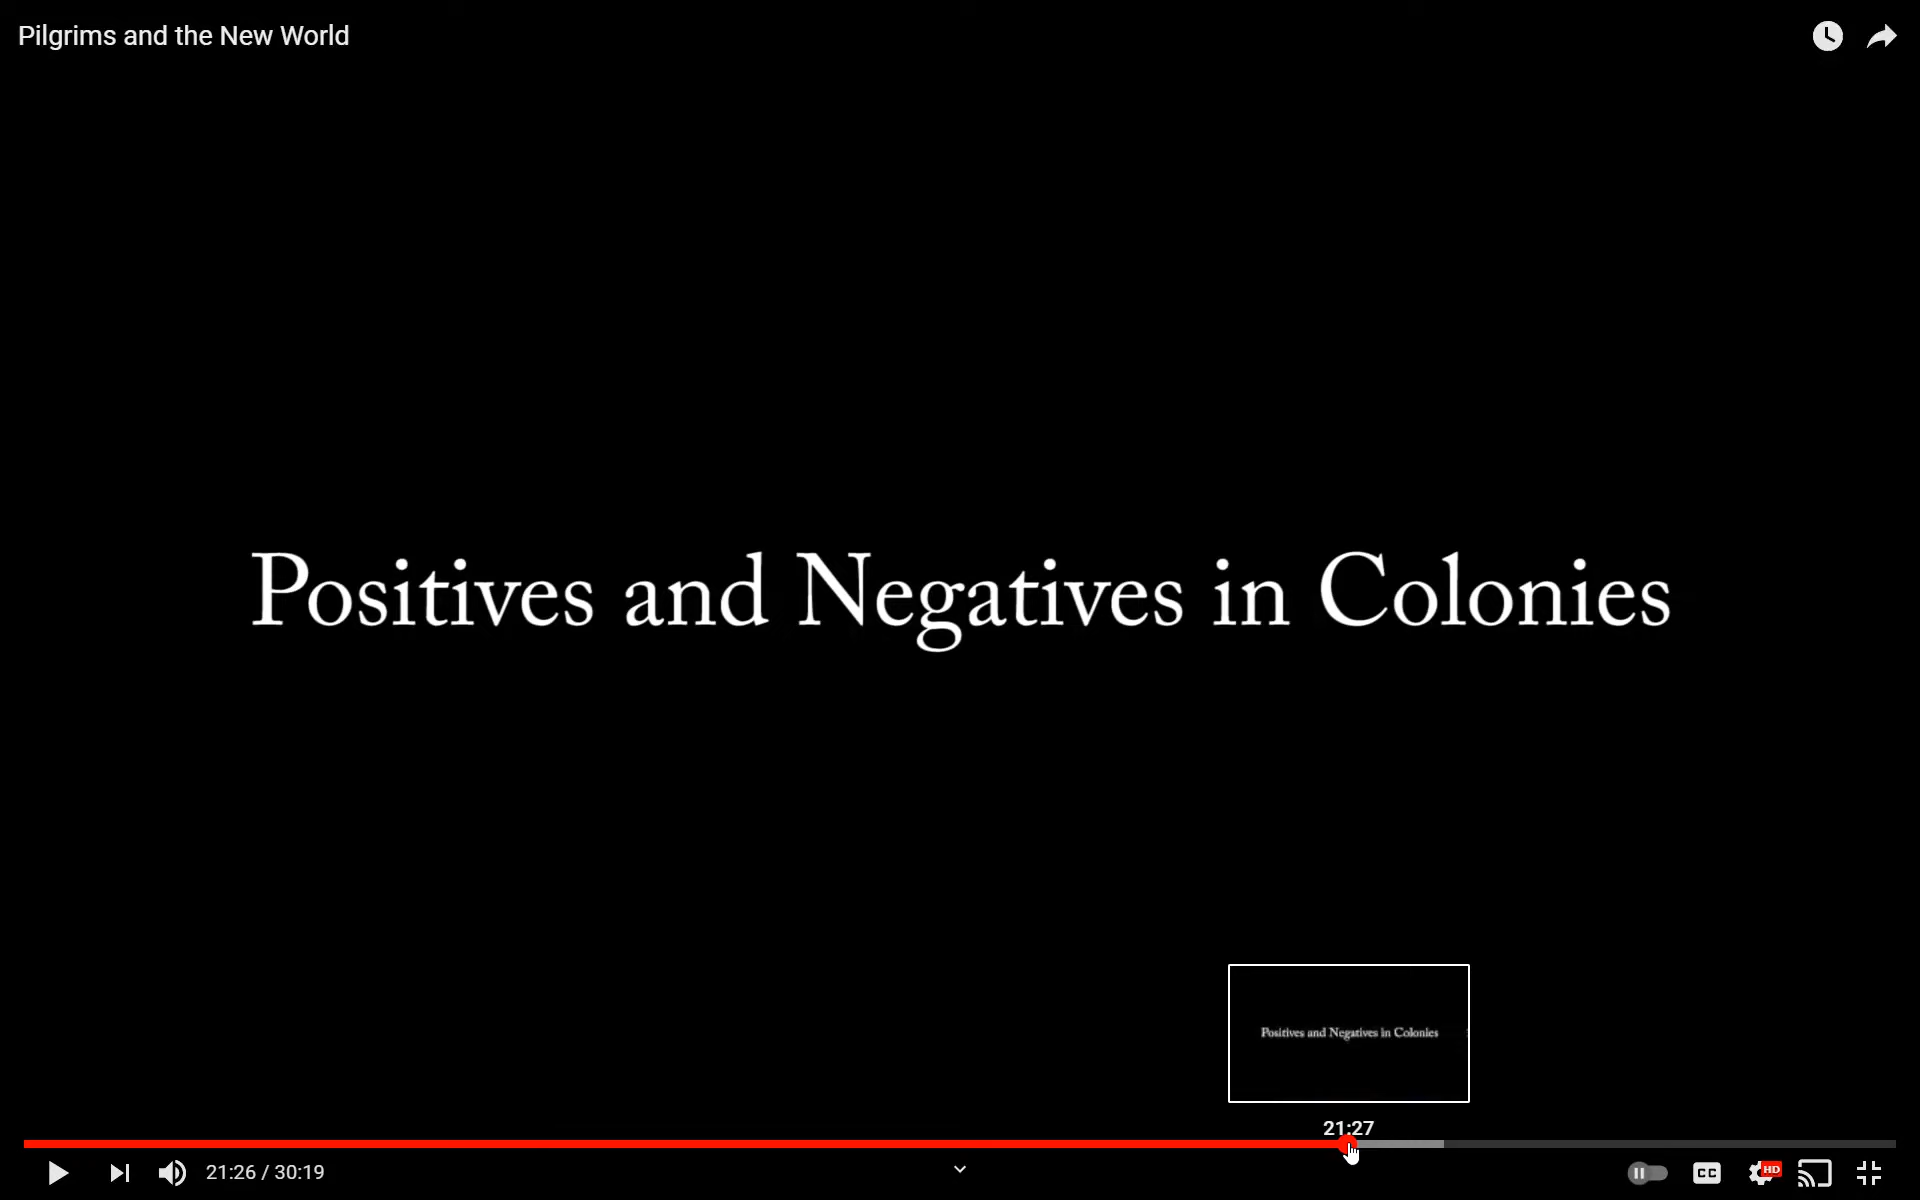 Pilgrims and the New World
Positives and Negatives in Colonies
Positives and Negatives in Colonies
21:27
21:26 / 30:19
CC
HD